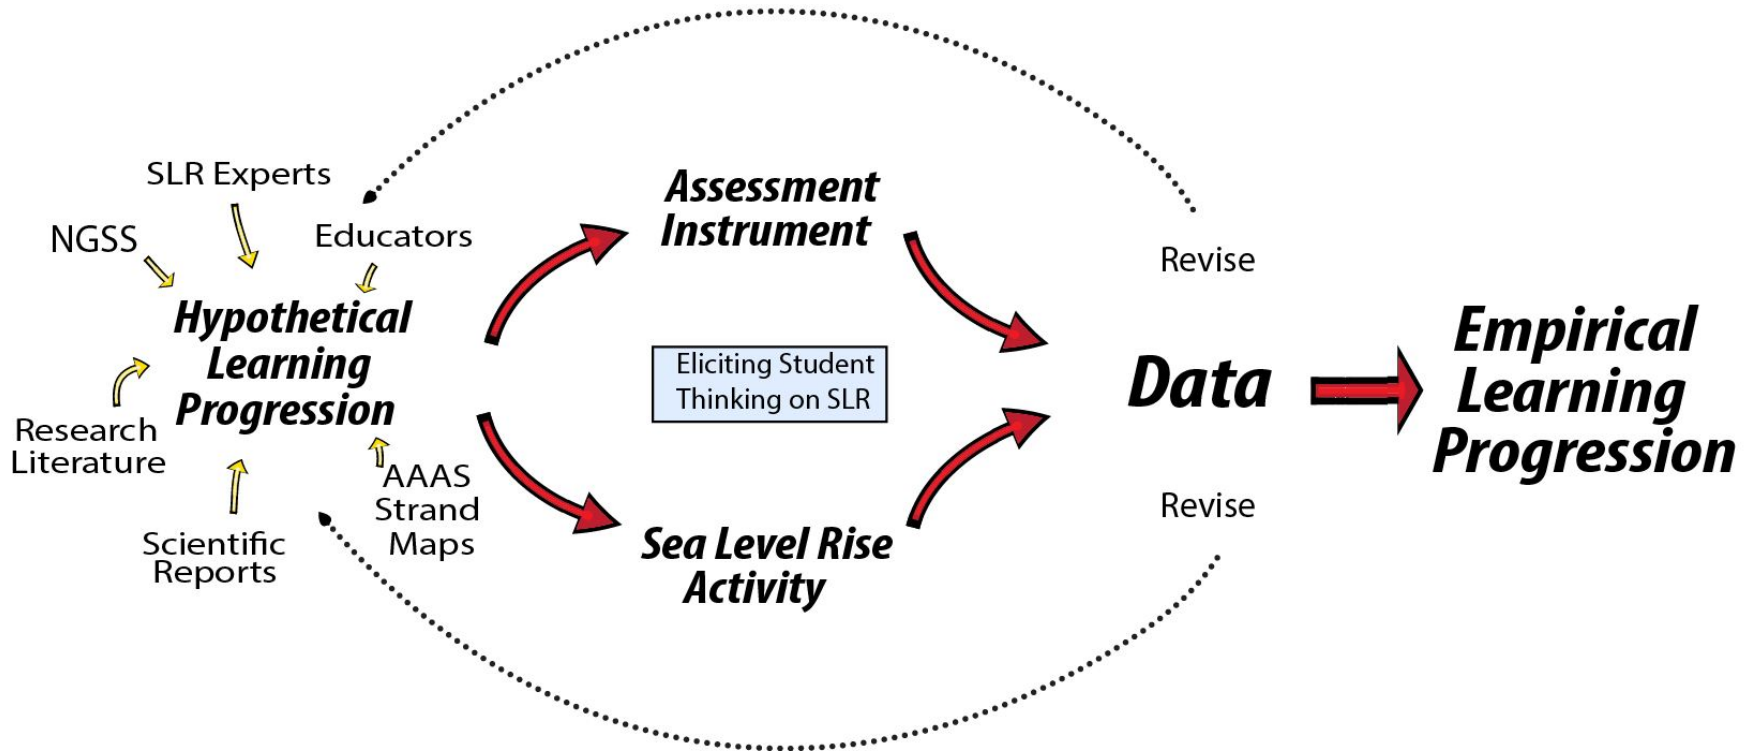 SLR Experts
NGSS
Educators
Hypothetical
Learning
Progression
Research
Literature
Scientific
Reports
AAAS
Strand
Maps
Assessment
Instrument
Eliciting Student
Thinking on SLR
Sea Level Rise
Activity
Revise
Data
Revise
Empirical
Learning
Progression